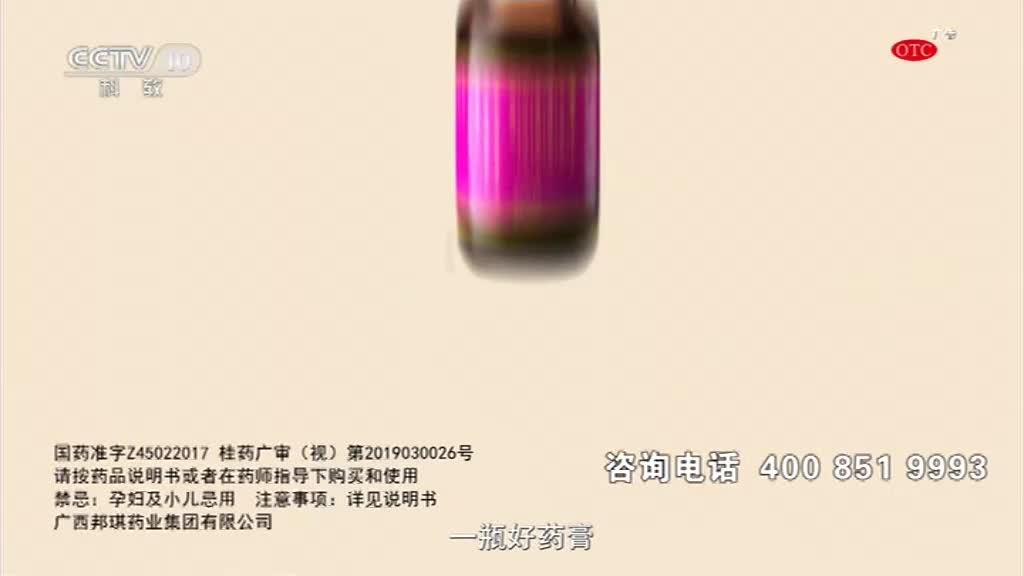 CCTV 10
科教
广告
OTC
国药准字Z45022017 桂药广审（视）第2019030026号
请按药品说明书或者在药师指导下购买和使用
禁忌：孕妇及小儿忌用 注意事项：详见说明书
广西邦琪药业集团有限公司
咨询电话 400 851 9993
一瓶好药膏